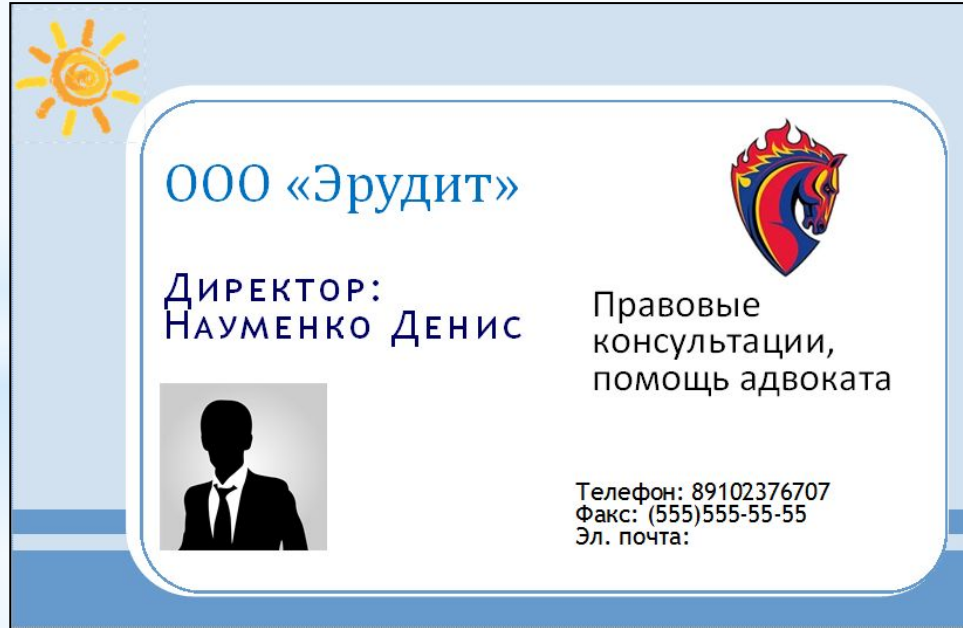 ООО «Эрудит»
Директор:
Науменко Денис
Правовые
консультации,
помощь адвоката
Телефон: 89102376707
Факс: (555)555-55-55
Эл. почта: